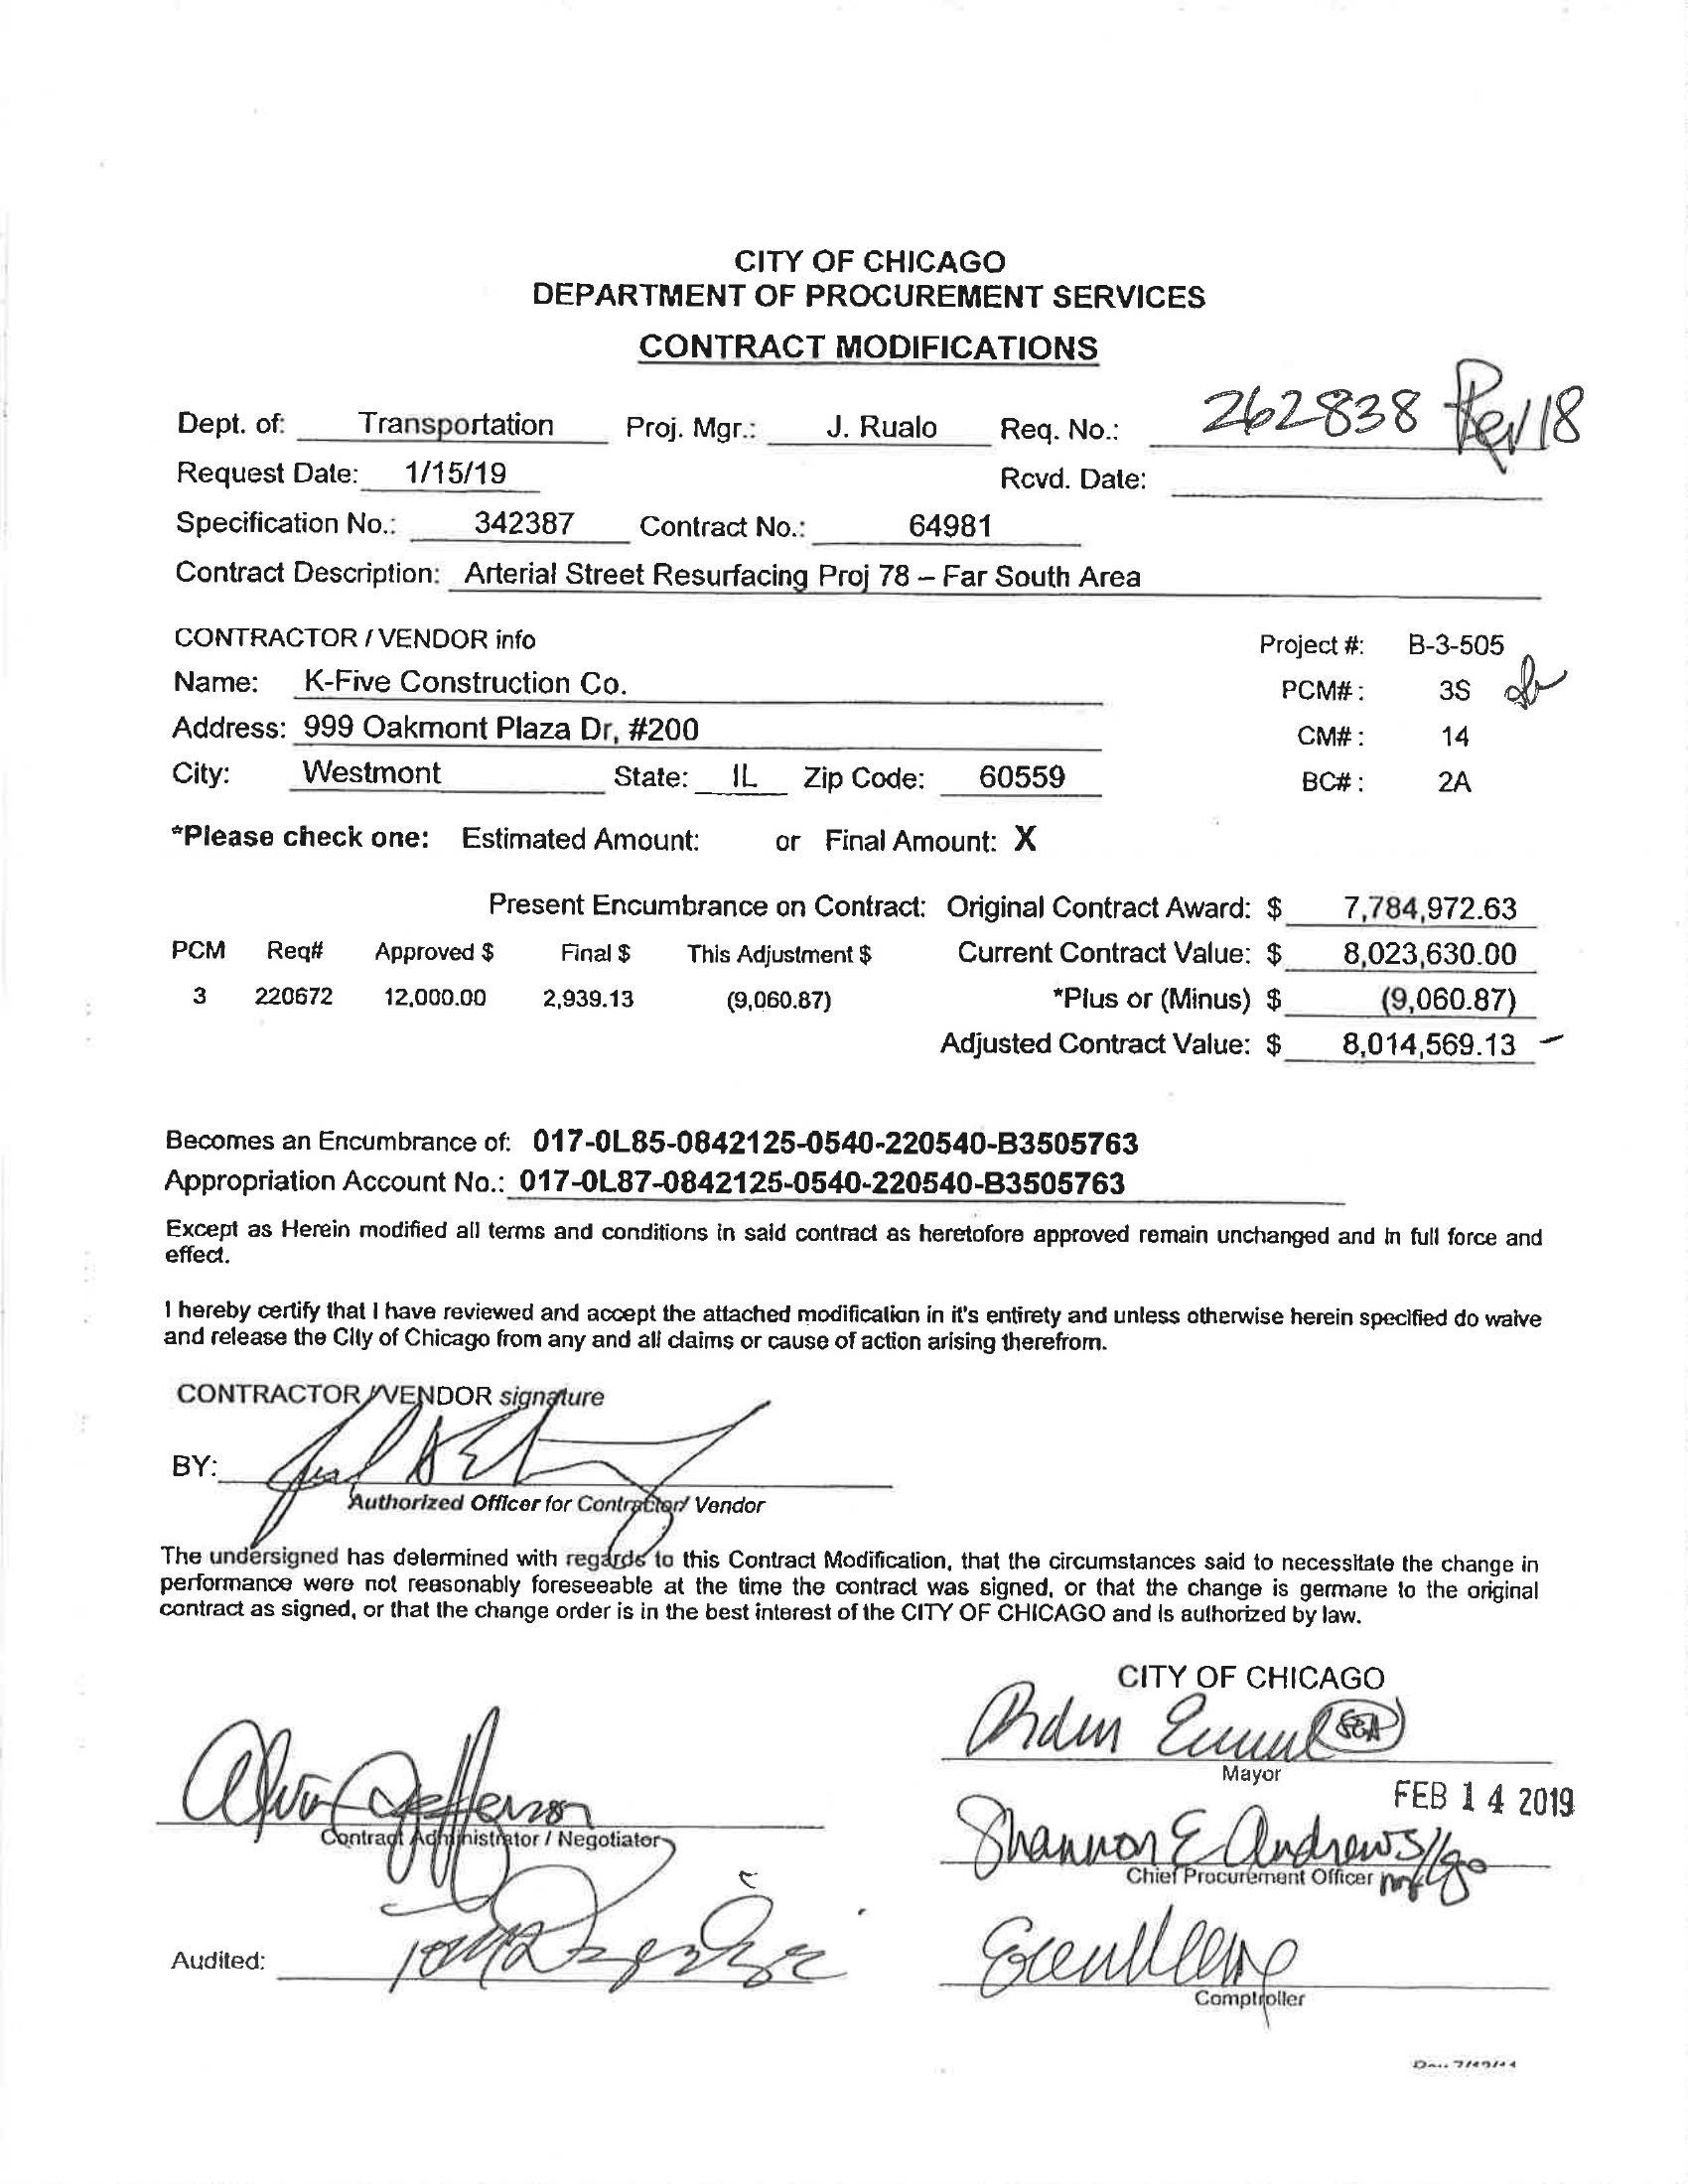 CITY OF CHICAGO
DEPARTMENT OF PROCUREMENT SERVICES
CONTRACT MODIFICATIONS
Dept. of: Transportation Proj. Mgr.: J. Rualo Req. No.: 262838 Rev 18
Request Date: 1/15/19 Rcvd. Date:
Specification No.: 342387 Contract No.: 64981
Contract Description: Arterial Street Resurfacing Proj 78 – Far South Area
CONTRACTOR / VENDOR info Project #: B-3-505
Name: K-Five Construction Co. PCM# : 3S
Address: 999 Oakmont Plaza Dr, #200 CM# : 14
City: Westmont State: IL Zip Code: 60559 BC# : 2A
*Please check one: Estimated Amount: or Final Amount: X
Present Encumbrance on Contract: Original Contract Award: $ 7,784,972.63
PCM Req# Approved $ Final $ This Adjustment $ Current Contract Value: $ 8,023,630.00
3 220672 12,000.00 2,939.13 (9,060.87) *Plus or (Minus) $ (9,060.87)
Adjusted Contract Value: $ 8,014,569.13
Becomes an Encumbrance of: 017-0L85-0842125-0540-220540-B3505763
Appropriation Account No.: 017-0L87-0842125-0540-220540-B3505763
Except as Herein modified all terms and conditions in said contract as heretofore approved remain unchanged and in full force and
effect.
I hereby certify that I have reviewed and accept the attached modification in it's entirety and unless otherwise herein specified do waive
and release the City of Chicago from any and all claims or cause of action arising therefrom.
CONTRACTOR / VENDOR signature
BY:
Authorized Officer for Contractor/ Vendor
The undersigned has determined with regards to this Contract Modification, that the circumstances said to necessitate the change in
performance were not reasonably foreseeable at the time the contract was signed, or that the change is germane to the original
contract as signed, or that the change order is in the best interest of the CITY OF CHICAGO and is authorized by law.
CITY OF CHICAGO
Mayor
FEB 14 2019
Jefferson
Contract Administrator / Negotiator
Shannon E Andrews
Chief Procurement Officer
Audited:
Comptroller